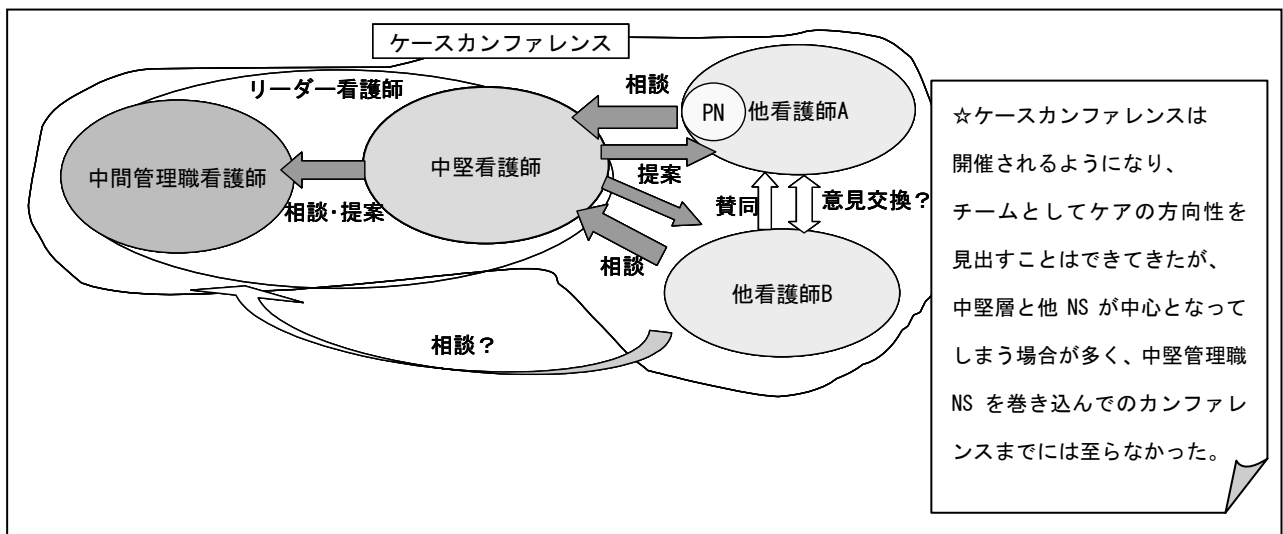 ケースカンファレンス
リーダー看護師
相談
PN
他看護師A
中間管理職看護師
中堅看護師
提案
相談・提案
賛同
意見交換？
相談
他看護師B
相談？
☆ケースカンファレンスは
開催されるようになり、
チームとしてケアの方向性を
見出すことはできてきたが、
中堅層と他 NS が中心となって
しまう場合が多く、中堅管理職
NS を巻き込んでのカンファレ
ンスまでには至らなかった。